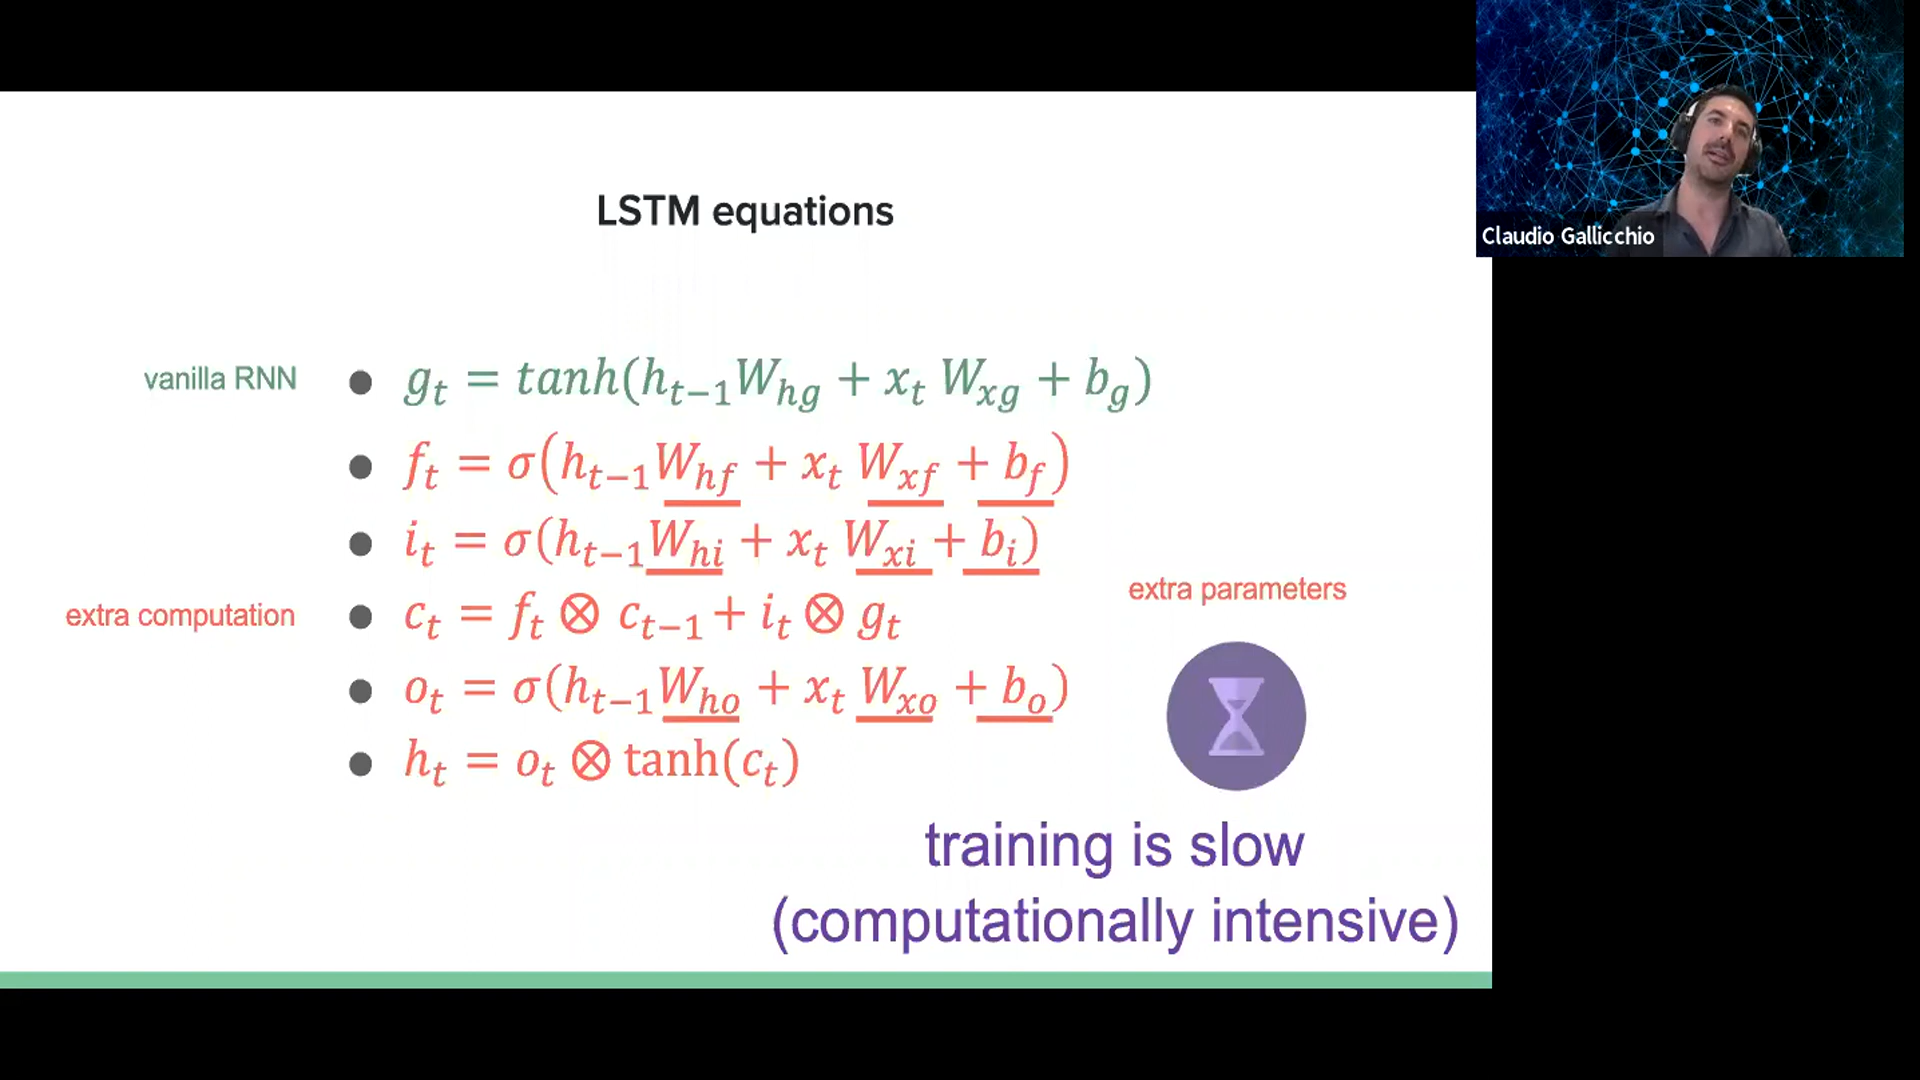 Claudio Gallicchio
LSTM equations
vanilla RNN
• g_t = tanh(h_{t−1}W_{hg} + x_t W_{xg} + b_g)
• f_t = σ(h_{t−1}W_{hf} + x_t W_{xf} + b_f)
• i_t = σ(h_{t−1}W_{hi} + x_t W_{xi} + b_i)
extra parameters
extra computation
• c_t = f_t ⊗ c_{t−1} + i_t ⊗ g_t
• o_t = σ(h_{t−1}W_{ho} + x_t W_{xo} + b_o)
• h_t = o_t ⊗ tanh(c_t)
training is slow
(computationally intensive)